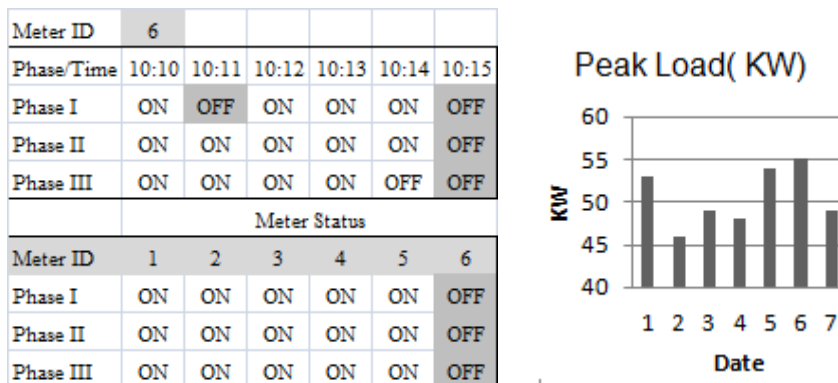 Meter ID 6
Phase/Time 10:10 10:11 10:12 10:13 10:14 10:15
Phase I ON OFF ON ON ON OFF
Phase II ON ON ON ON ON OFF
Phase III ON ON ON ON OFF OFF
Meter Status
Meter ID 1 2 3 4 5 6
Phase I ON ON ON ON ON OFF
Phase II ON ON ON ON ON OFF
Phase III ON ON ON ON ON OFF
Peak Load( KW)
60
55
50
45
40
KW
1 2 3 4 5 6 7
Date